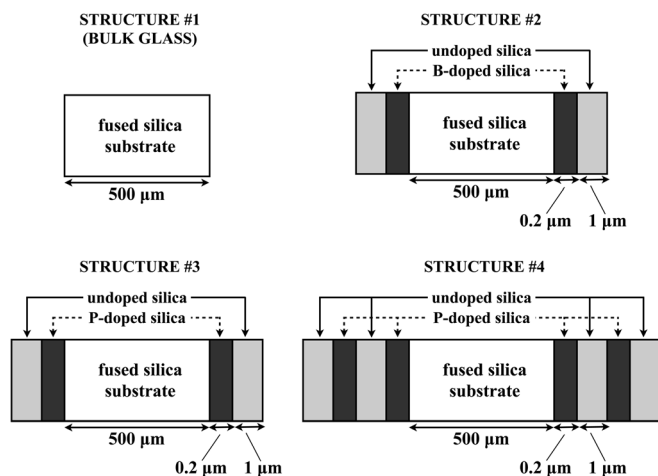 STRUCTURE #1
(BULK GLASS)
fused silica
substrate
500 μm
STRUCTURE #2
undoped silica
B-doped silica
fused silica
substrate
500 μm
0.2 μm
1 μm
STRUCTURE #3
undoped silica
P-doped silica
fused silica
substrate
500 μm
0.2 μm
1 μm
STRUCTURE #4
undoped silica
P-doped silica
fused silica
substrate
500 μm
0.2 μm
1 μm